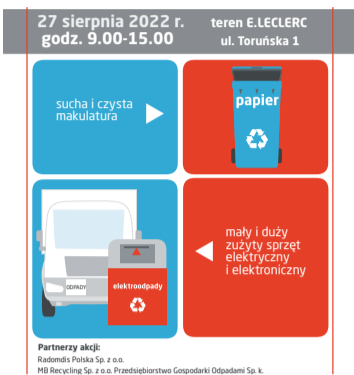 27 sierpnia 2022 r.
godz. 9.00-15.00
teren E.LECLERC
ul. Toruńska 1
sucha i czysta
makulatura
papier
ODPADY
elektroodpady
mały i duży
zużyty sprzęt
elektryczny
i elektroniczny
Partnerzy akcji:
Radomdis Polska Sp. z o.o.
MB Recycling Sp. z o.o. Przedsiębiorstwo Gospodarki Odpadami Sp. k.